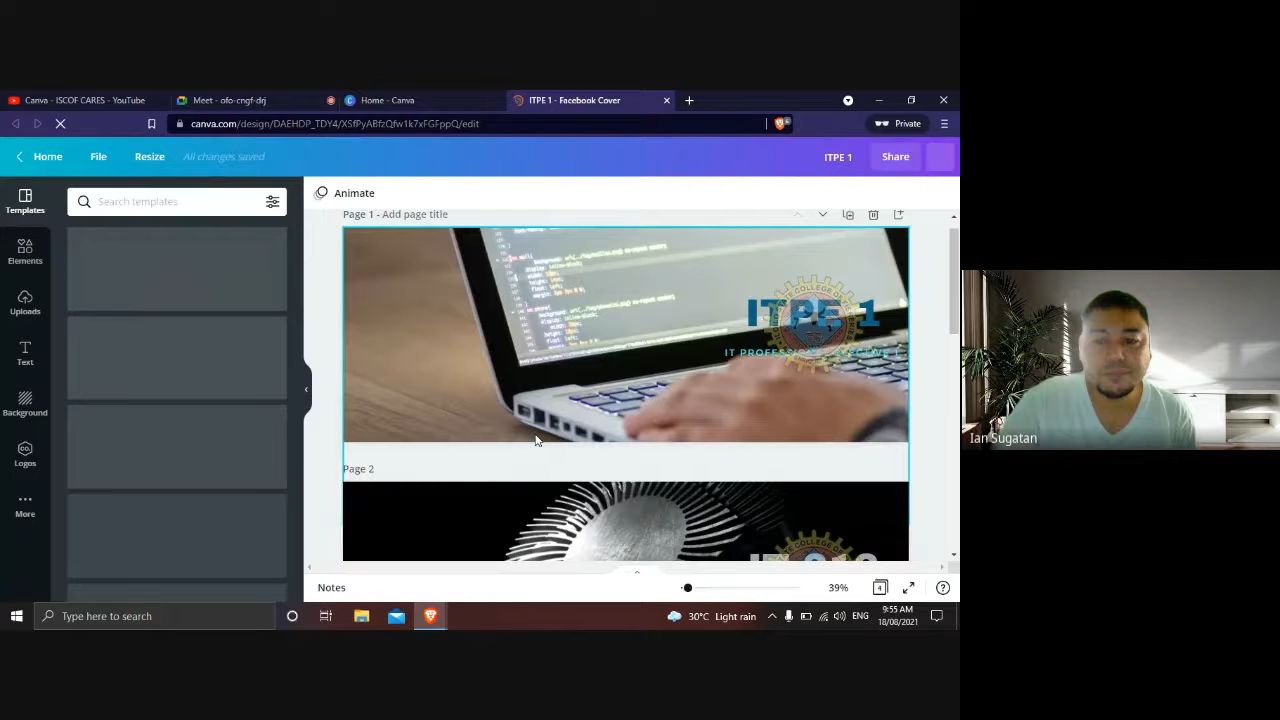 Canva - ISCOF CARES - YouTube
Meet - ofo-cngf-drj
Home - Canva
ITPE 1 - Facebook Cover
canva.com/design/DAEHDP_TDY4/XSfPyABfzQfw1k7xFGFppQ/edit
6
Private
Home
File
Resize
All changes saved
ITPE 1
Share
Templates
Search templates
Animate
Page 1 - Add page title
Elements
Uploads
ITPE 1
Text
Background
Ian Sugatan
Logos
Page 2
More
Notes
39%
4
Type here to search
30°C Light rain
ENG
9:55 AM
18/08/2021